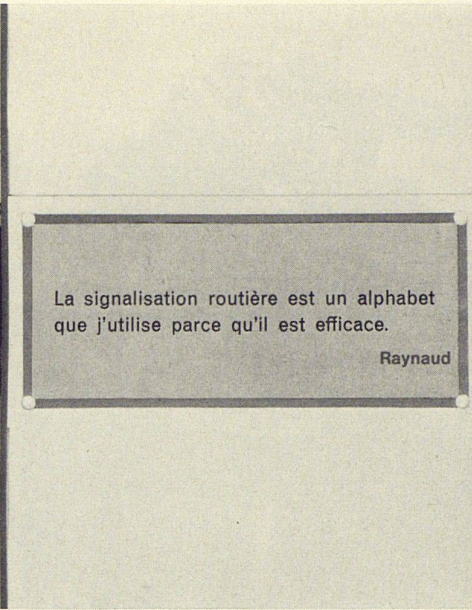 La signalisation routière est un alphabet
que j'utilise parce qu'il est efficace.
Raynaud